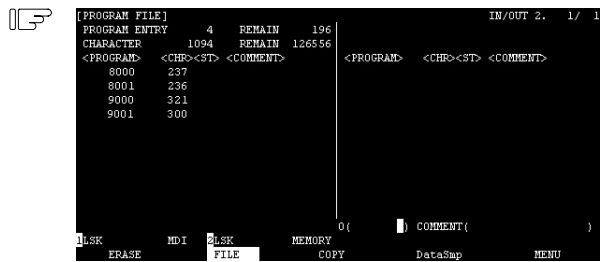 [PROGRAM FILE] IN/OUT 2. 1/ 1
PROGRAM ENTRY 4 REMAIN 196
CHARACTER 1094 REMAIN 126556
<PROGRAM> <CHR><ST> <COMMENT> <PROGRAM> <CHR><ST> <COMMENT>
8000 237
8001 236
9000 321
9001 300
O( ) COMMENT( )
1LSK MDI 2LSK MEMORY
ERASE FILE COPY DataSmp MENU